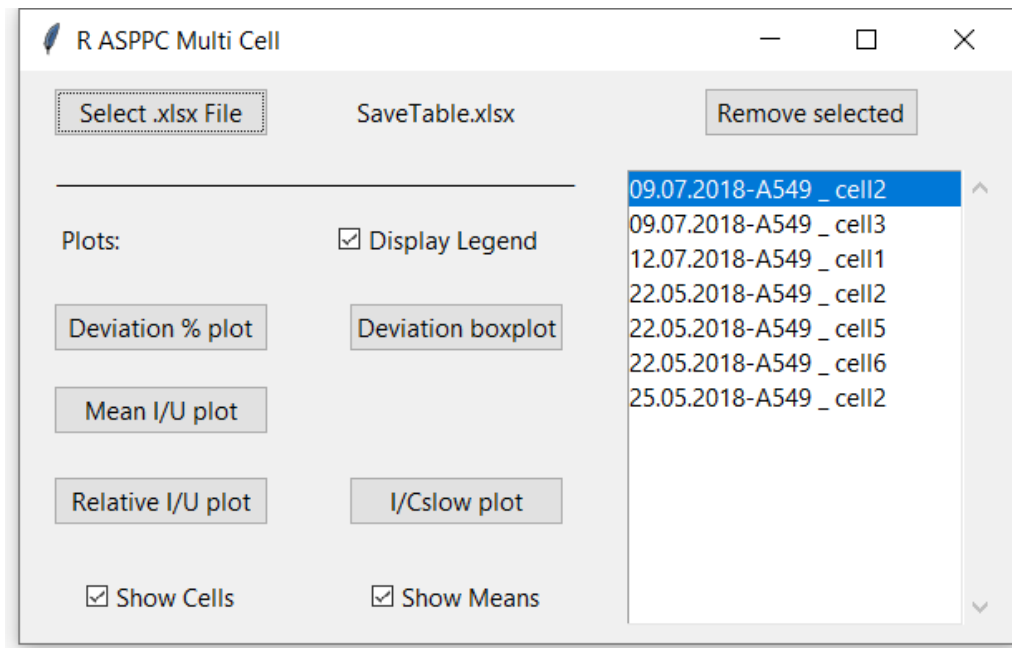 R ASPPC Multi Cell
Select .xlsx File
SaveTable.xlsx
Remove selected
Plots:
Display Legend
Deviation % plot
Deviation boxplot
Mean I/U plot
Relative I/U plot
I/Cslow plot
Show Cells
Show Means
09.07.2018-A549 _ cell2
09.07.2018-A549 _ cell3
12.07.2018-A549 _ cell1
22.05.2018-A549 _ cell2
22.05.2018-A549 _ cell5
22.05.2018-A549 _ cell6
25.05.2018-A549 _ cell2